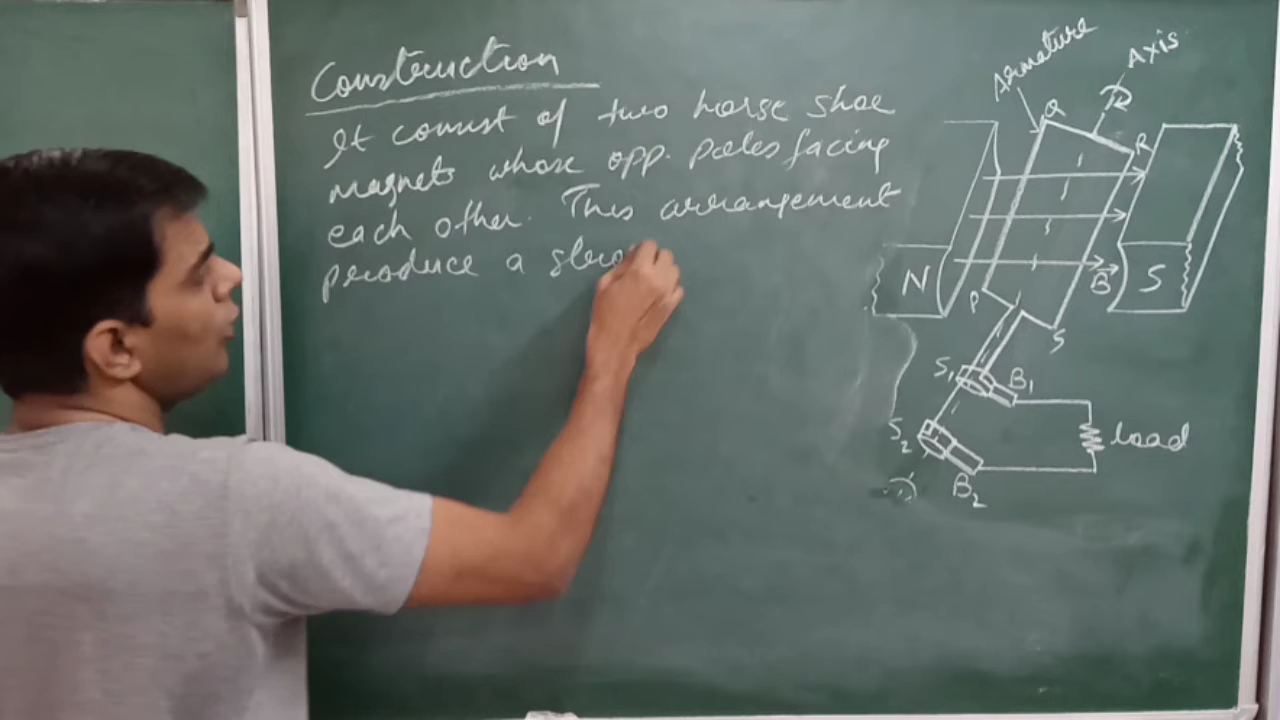 Construction
It consist of two horse shoe
magnets whose opp. poles facing
each other. This arrangement
produce a stro
Armature
Axis
Q
R
N
B
S
P
S
S1
B1
Load
S2
B2